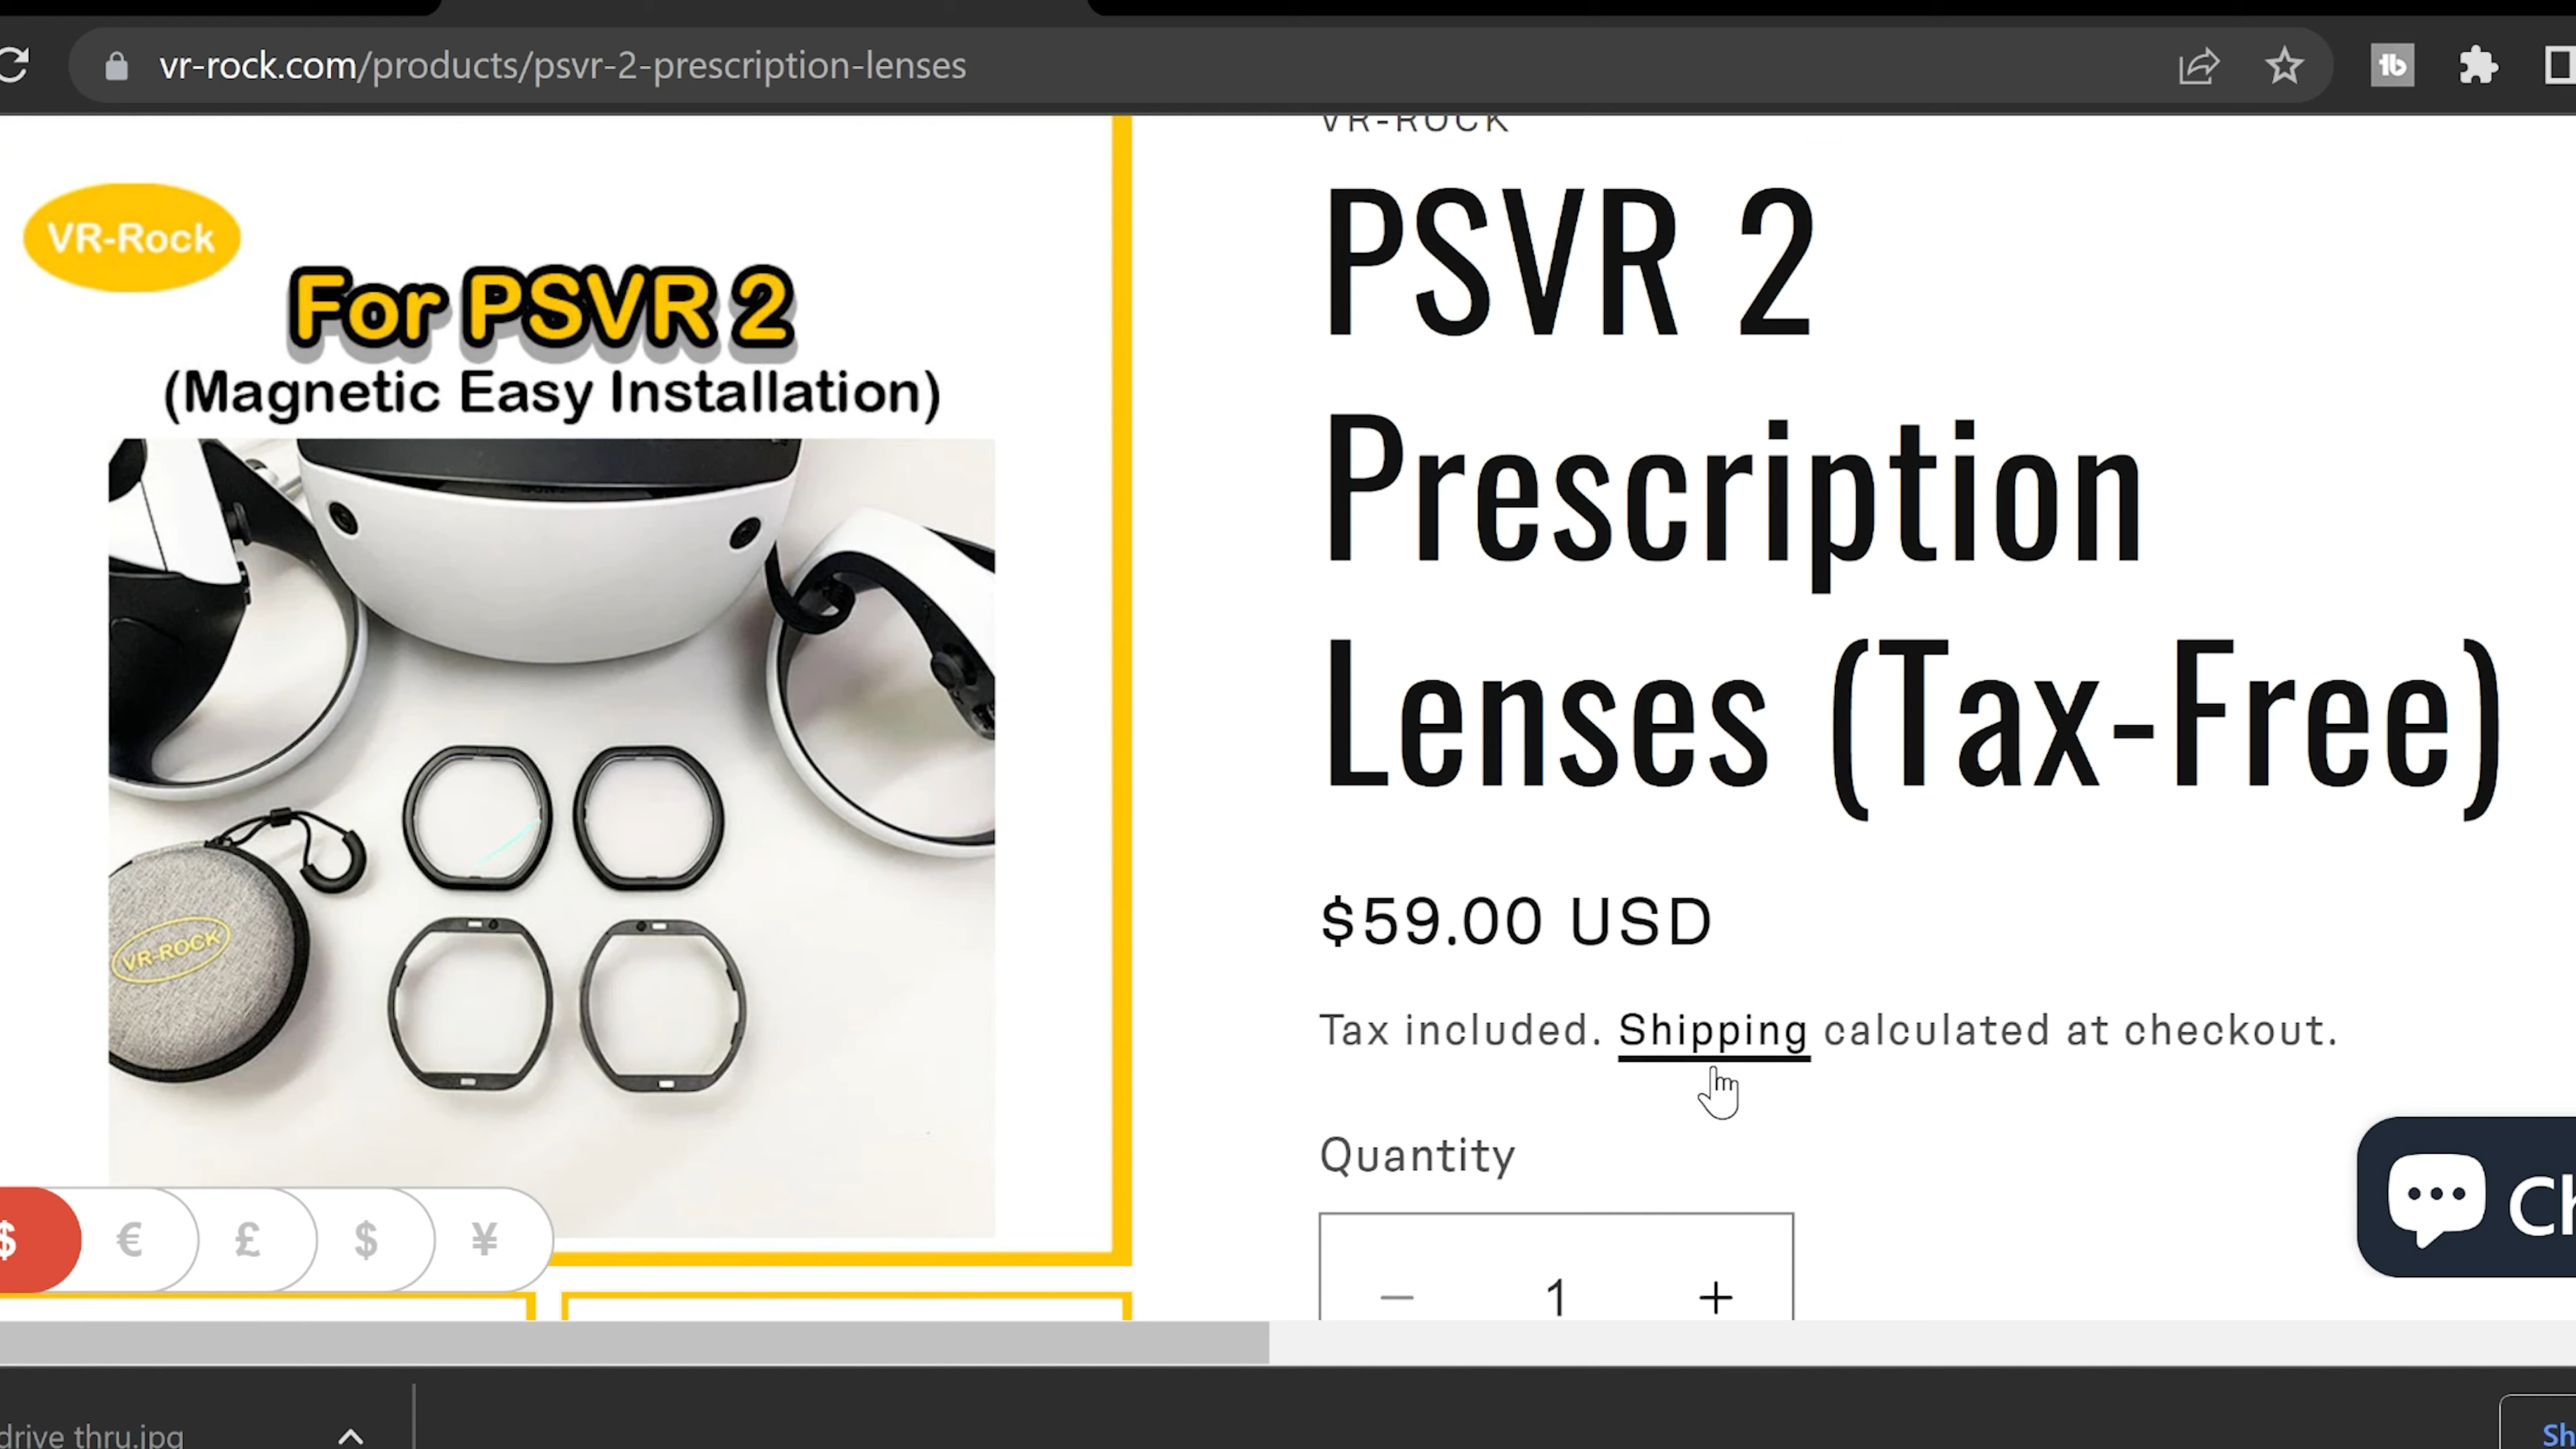 vr-rock.com/products/psvr-2-prescription-lenses
VR-ROCK
VR-Rock
For PSVR 2
(Magnetic Easy Installation)
VR-ROCK
$ € £ $ ¥
PSVR 2
Prescription
Lenses (Tax-Free)
$59.00 USD
Tax included. Shipping calculated at checkout.
Quantity
− 1 +
drive thru.jpg